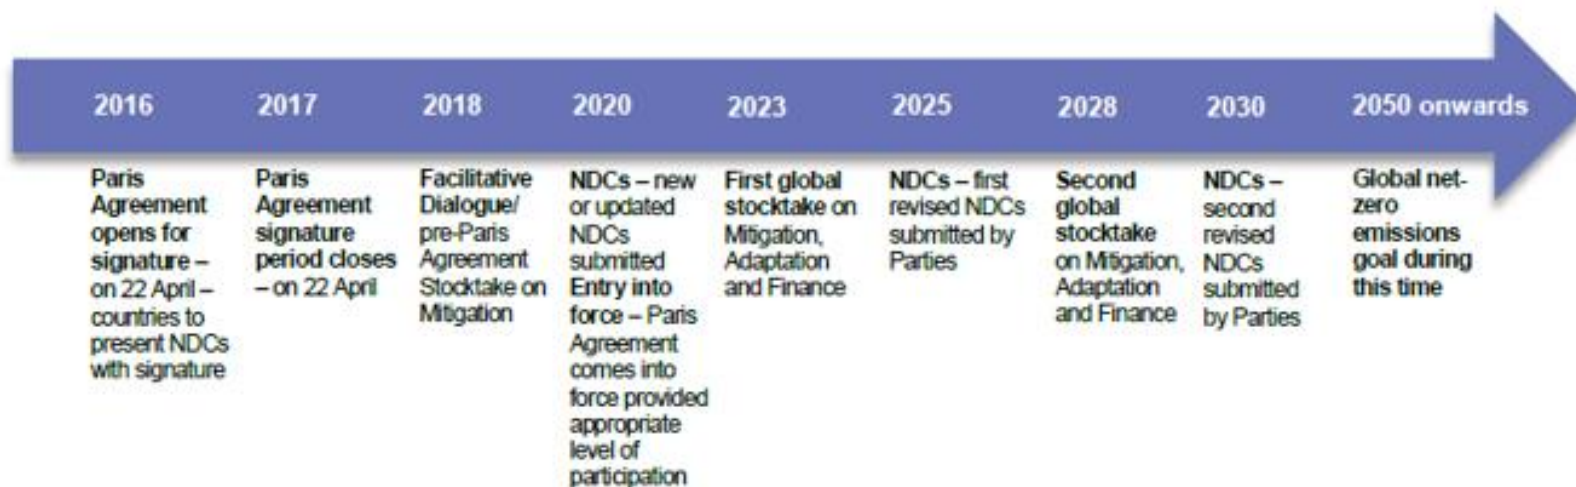 2016
2017
2018
2020
2023
2025
2028
2030
2050 onwards
Paris
Agreement
opens for
signature –
on 22 April –
countries to
present NDCs
with signature
Paris
Agreement
signature
period closes
– on 22 April
Facilitative
Dialogue/
pre-Paris
Agreement
Stocktake on
Mitigation
NDCs – new
or updated
NDCs
submitted
Entry into
force – Paris
Agreement
comes into
force provided
appropriate
level of
participation
First global
stocktake on
Mitigation,
Adaptation
and Finance
NDCs – first
revised NDCs
submitted by
Parties
Second
global
stocktake
on Mitigation,
Adaptation
and Finance
NDCs –
second
revised
NDCs
submitted
by Parties
Global net-
zero
emissions
goal during
this time